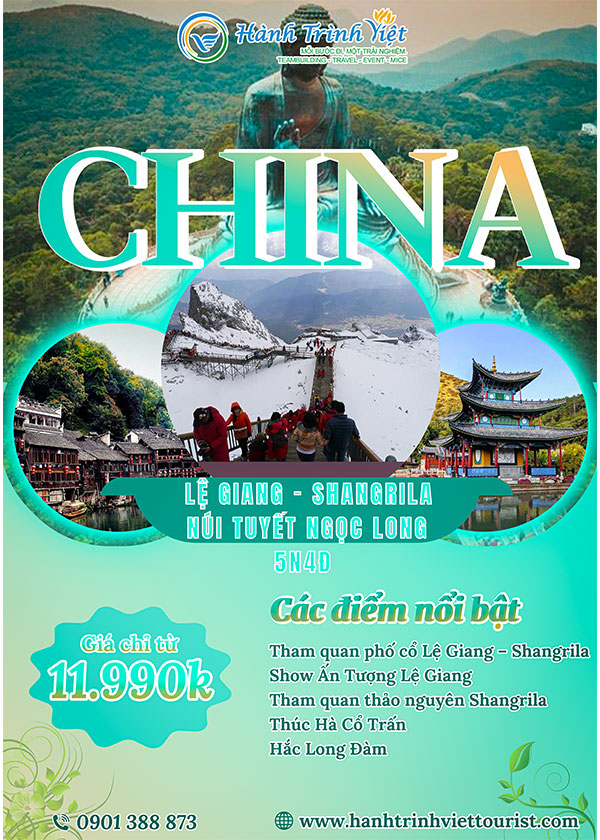 Hành Trình Việt
MỖI BƯỚC ĐI, MỘT TRẢI NGHIỆM
TEAMBUILDING - TRAVEL - EVENT - MICE
CHINA
LỆ GIANG - SHANGRILA
NÚI TUYẾT NGỌC LONG
5N4Đ
Các điểm nổi bật
Giá chỉ từ
11.990k
Tham quan phố cổ Lệ Giang – Shangrila
Show Ấn Tượng Lệ Giang
Tham quan thảo nguyên Shangrila
Thúc Hà Cổ Trấn
Hắc Long Đàm
0901 388 873
www.hanhtrinhviettourist.com